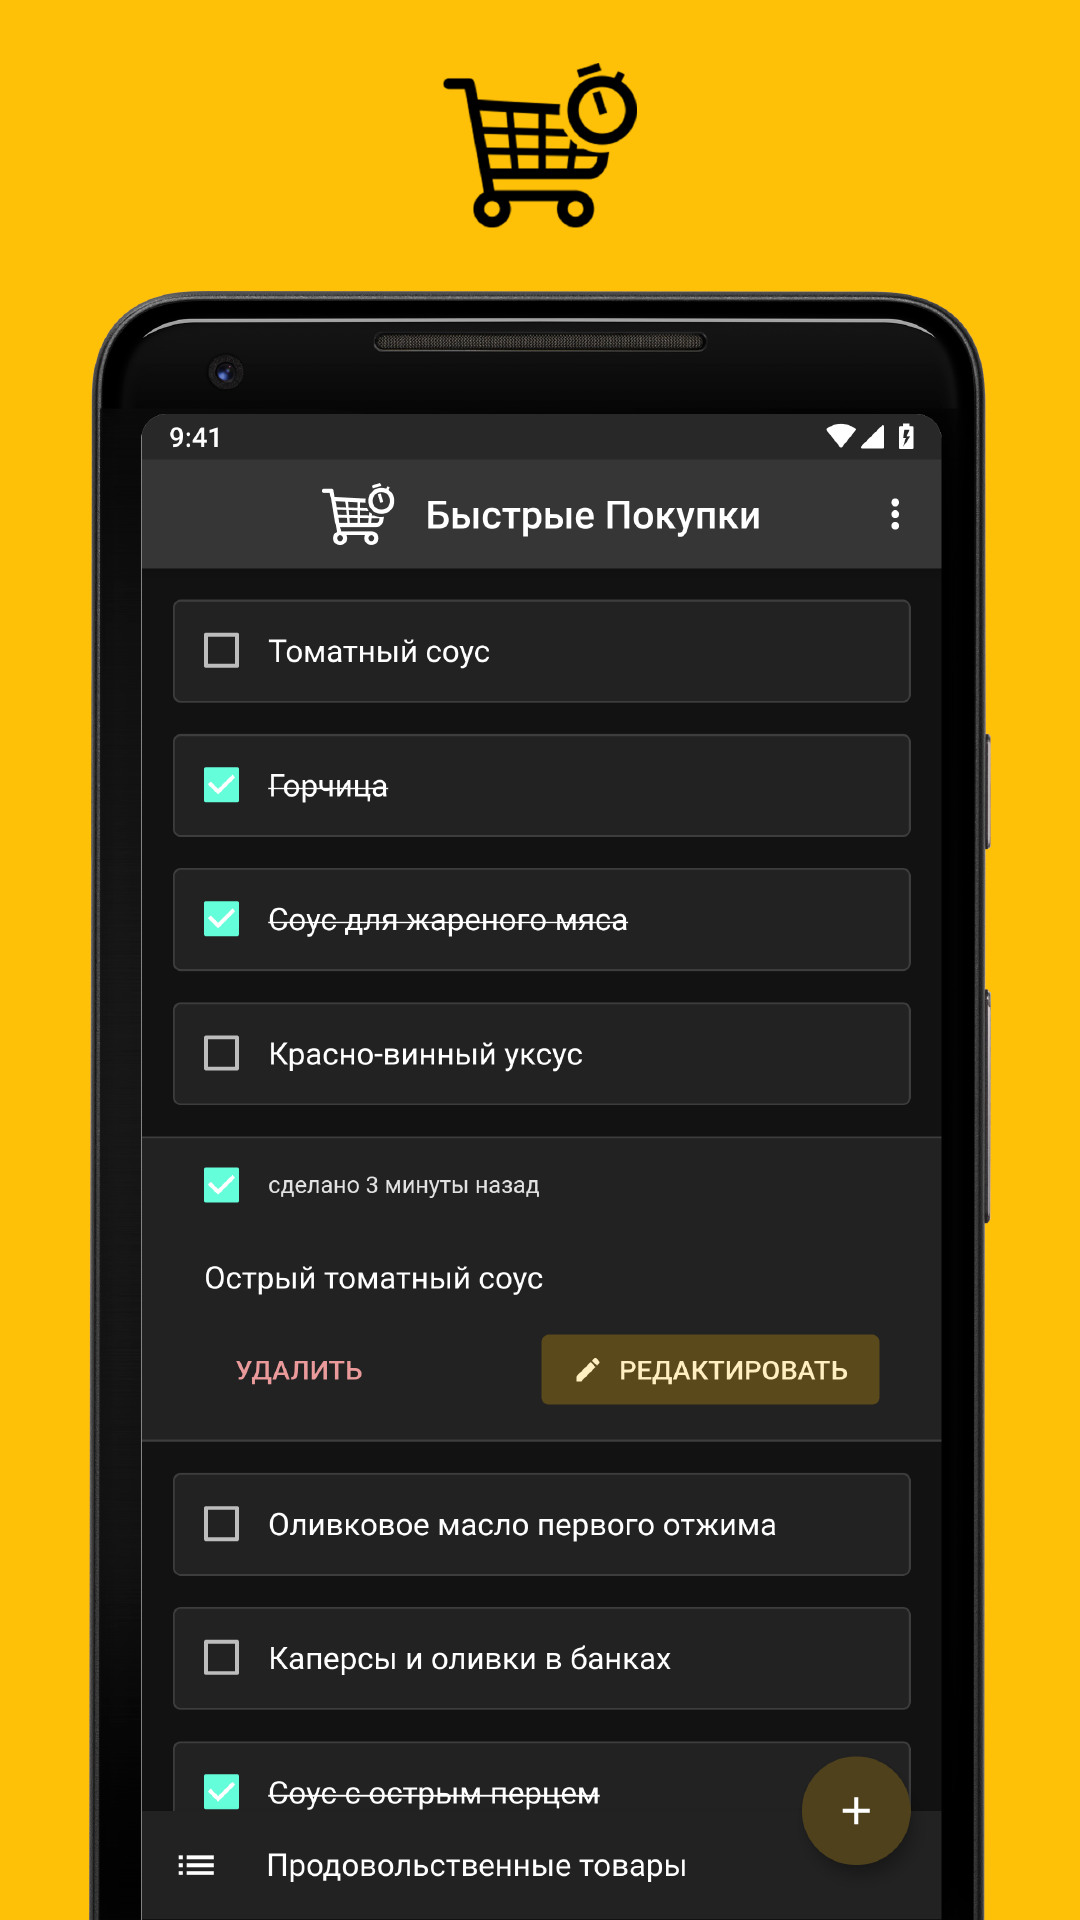 9:41
Быстрые Покупки
Томатный соус
Горчица
Соус для жареного мяса
Красно-винный уксус
сделано 3 минуты назад
Острый томатный соус
УДАЛИТЬ
РЕДАКТИРОВАТЬ
Оливковое масло первого отжима
Каперсы и оливки в банках
Соус с острым перцем
Продовольственные товары